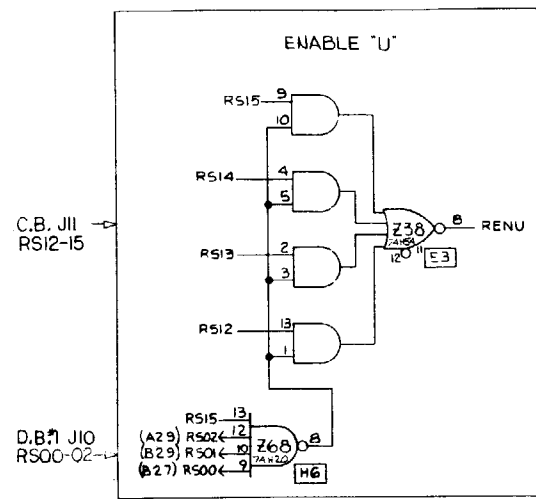 ENABLE "U"
RS15
9
10
RS14
4
5
RS13
2
3
RS12
13
1
Z38
74H54
12
11
E3
8
RENU
C.B. J11
RS12-15
D.B.#1 J10
RS00-02
RS15 13
(A29) RS02 12
(B29) RS01 10
(B27) RS00 9
Z68
74H20
8
H6